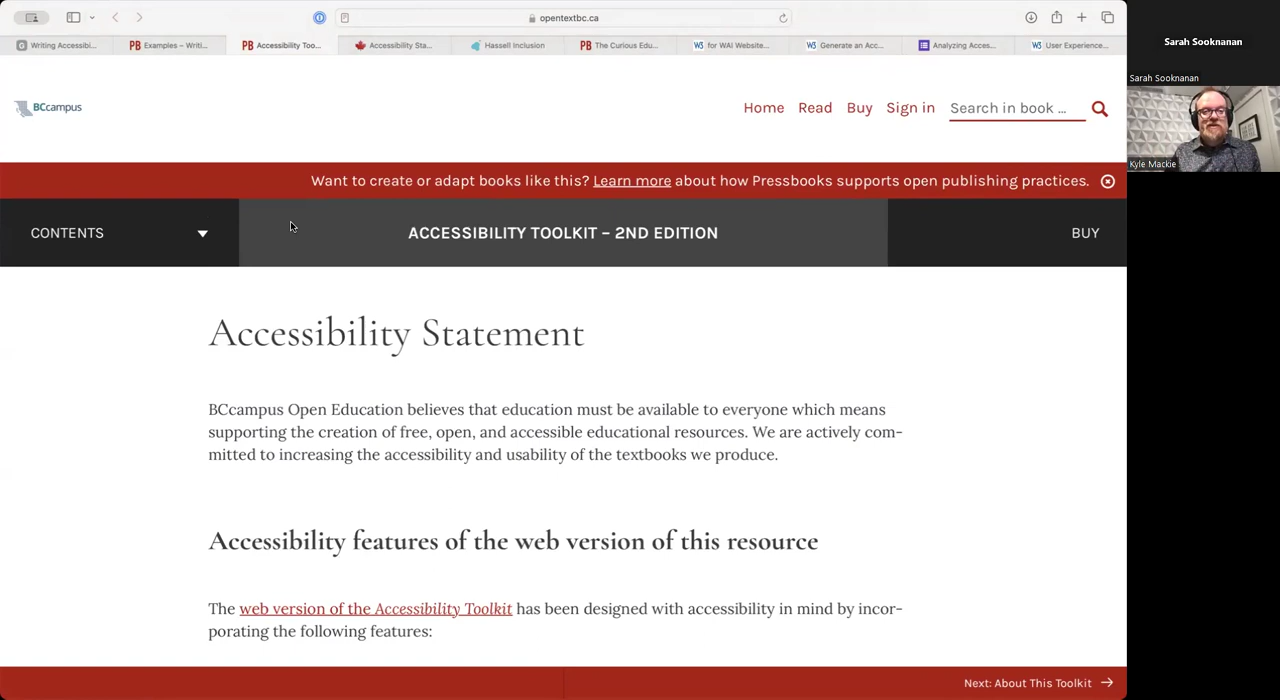 opentextbc.ca
Writing Accessibi...
Examples – Writi...
Accessibility Too...
Accessibility Sta...
Hassell Inclusion
The Curious Edu...
for WAI Website...
Generate an Acc...
Analyzing Acces...
User Experience...
BCcampus
Home Read Buy Sign in Search in book ...
Want to create or adapt books like this? Learn more about how Pressbooks supports open publishing practices.
CONTENTS
ACCESSIBILITY TOOLKIT – 2ND EDITION
BUY
Accessibility Statement
BCcampus Open Education believes that education must be available to everyone which means
supporting the creation of free, open, and accessible educational resources. We are actively com-
mitted to increasing the accessibility and usability of the textbooks we produce.
Accessibility features of the web version of this resource
The web version of the Accessibility Toolkit has been designed with accessibility in mind by incor-
porating the following features:
Next: About This Toolkit
Sarah Sooknanan
Sarah Sooknanan
Kyle Mackie